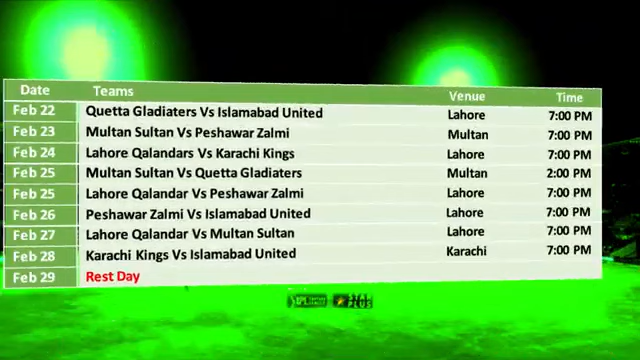 Date Teams Venue Time
Feb 22 Quetta Gladiaters Vs Islamabad United Lahore 7:00 PM
Feb 23 Multan Sultan Vs Peshawar Zalmi Multan 7:00 PM
Feb 24 Lahore Qalandars Vs Karachi Kings Lahore 7:00 PM
Feb 25 Multan Sultan Vs Quetta Gladiaters Multan 2:00 PM
Feb 25 Lahore Qalandar Vs Peshawar Zalmi Lahore 7:00 PM
Feb 26 Peshawar Zalmi Vs Islamabad United Lahore 7:00 PM
Feb 27 Lahore Qalandar Vs Multan Sultan Lahore 7:00 PM
Feb 28 Karachi Kings Vs Islamabad United Karachi 7:00 PM
Feb 29 Rest Day